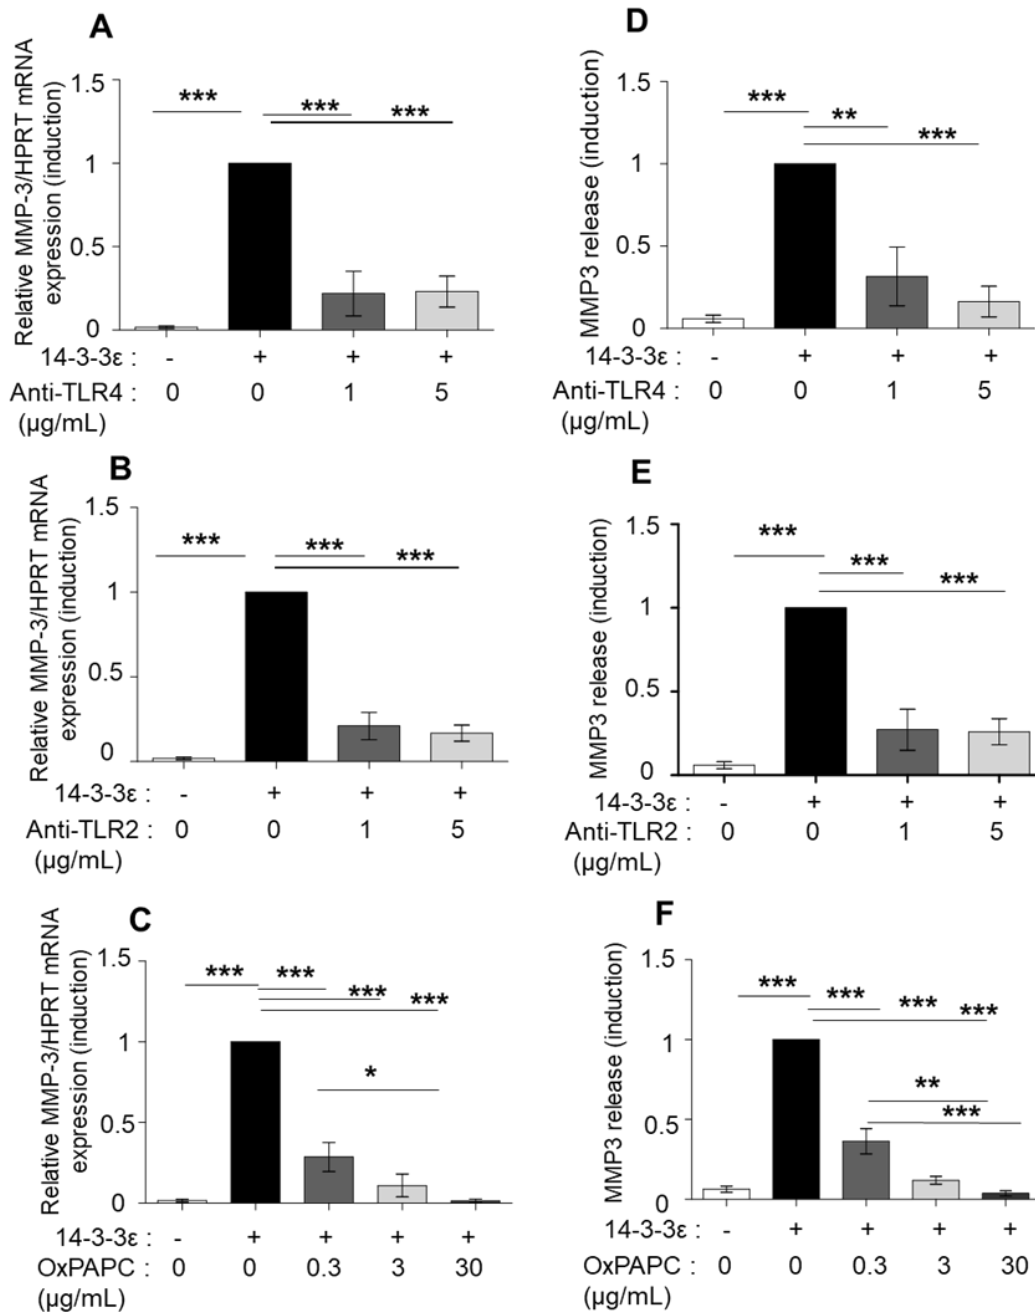 A
Relative MMP-3/HPRT mRNA
expression (induction)
1.5
1
0.5
0
***
***
***
14-3-3ε : - + + +
Anti-TLR4 : 0 0 1 5
(µg/mL)
D
MMP3 release (induction)
1.5
1
0.5
0
***
**
***
14-3-3ε : - + + +
Anti-TLR4 : 0 0 1 5
(µg/mL)
B
Relative MMP-3/HPRT mRNA
expression (induction)
1.5
1
0.5
0
***
***
***
14-3-3ε : - + + +
Anti-TLR2 : 0 0 1 5
(µg/mL)
E
MMP3 release (induction)
1.5
1
0.5
0
***
***
***
14-3-3ε : - + + +
Anti-TLR2 : 0 0 1 5
(µg/mL)
C
Relative MMP-3/HPRT mRNA
expression (induction)
1.5
1
0.5
0
***
***
***
***
*
14-3-3ε : - + + + +
OxPAPC : 0 0 0.3 3 30
(µg/mL)
F
MMP3 release (induction)
1.5
1
0.5
0
***
***
***
***
**
***
14-3-3ε : - + + + +
OxPAPC : 0 0 0.3 3 30
(µg/mL)